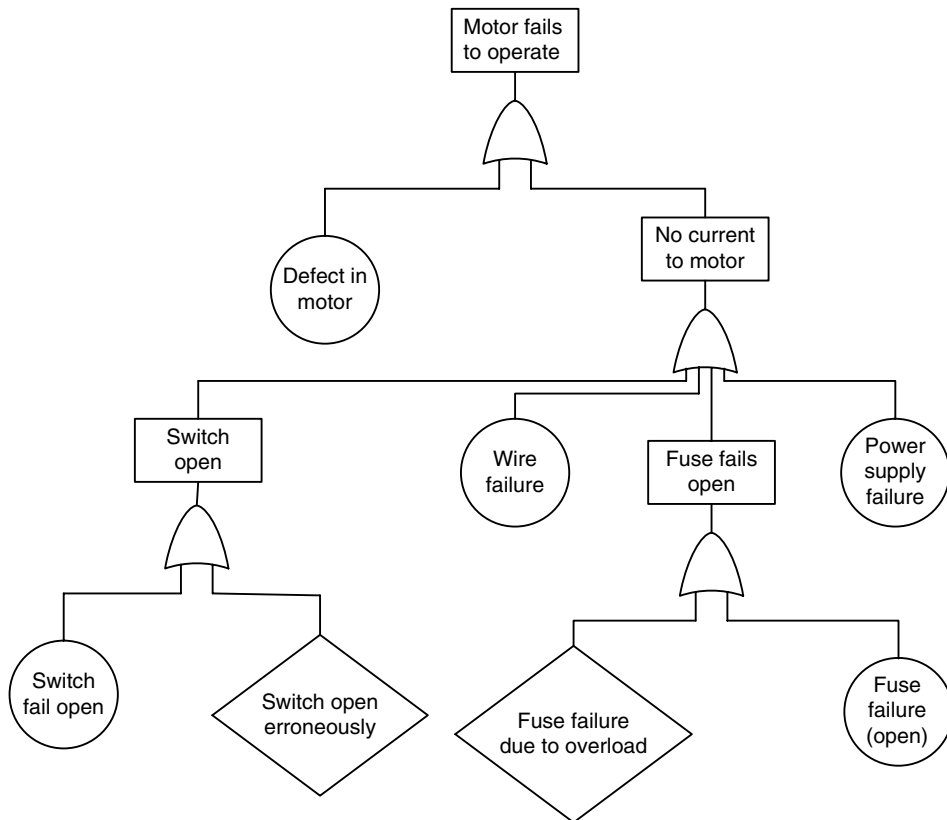 Motor fails
to operate
Defect in
motor
No current
to motor
Switch
open
Wire
failure
Fuse fails
open
Power
supply
failure
Switch
fail open
Switch open
erroneously
Fuse failure
due to overload
Fuse
failure
(open)